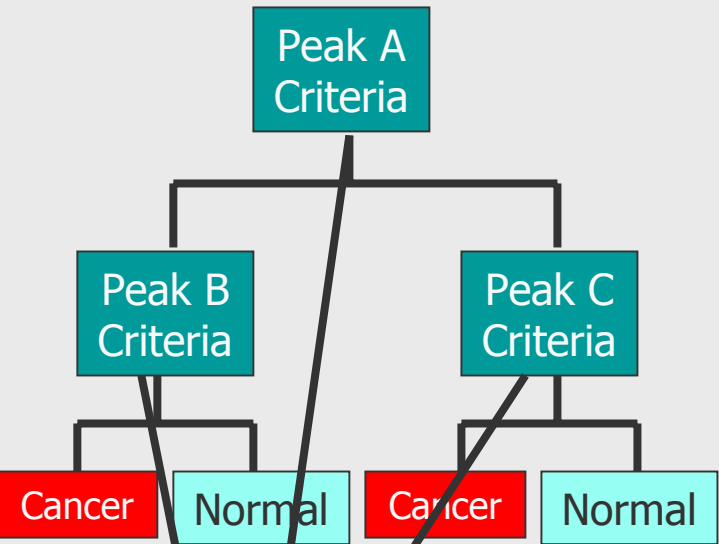 Peak A
Criteria
Peak B
Criteria
Peak C
Criteria
Cancer
Normal
Cancer
Normal